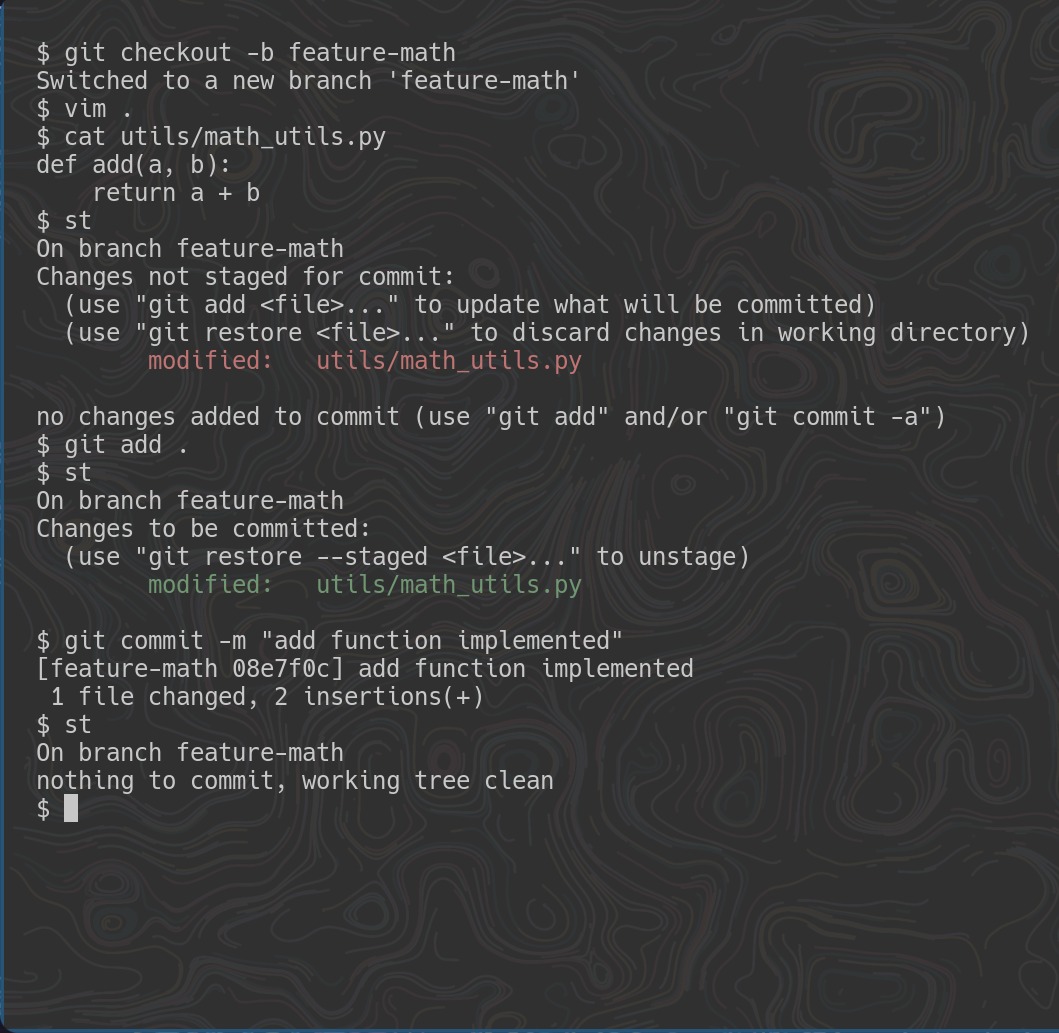 $ git checkout -b feature-math
Switched to a new branch 'feature-math'
$ vim .
$ cat utils/math_utils.py
def add(a, b):
    return a + b
$ st
On branch feature-math
Changes not staged for commit:
  (use "git add <file>..." to update what will be committed)
  (use "git restore <file>..." to discard changes in working directory)
        modified:   utils/math_utils.py

no changes added to commit (use "git add" and/or "git commit -a")
$ git add .
$ st
On branch feature-math
Changes to be committed:
  (use "git restore --staged <file>..." to unstage)
        modified:   utils/math_utils.py

$ git commit -m "add function implemented"
[feature-math 08e7f0c] add function implemented
 1 file changed, 2 insertions(+)
$ st
On branch feature-math
nothing to commit, working tree clean
$